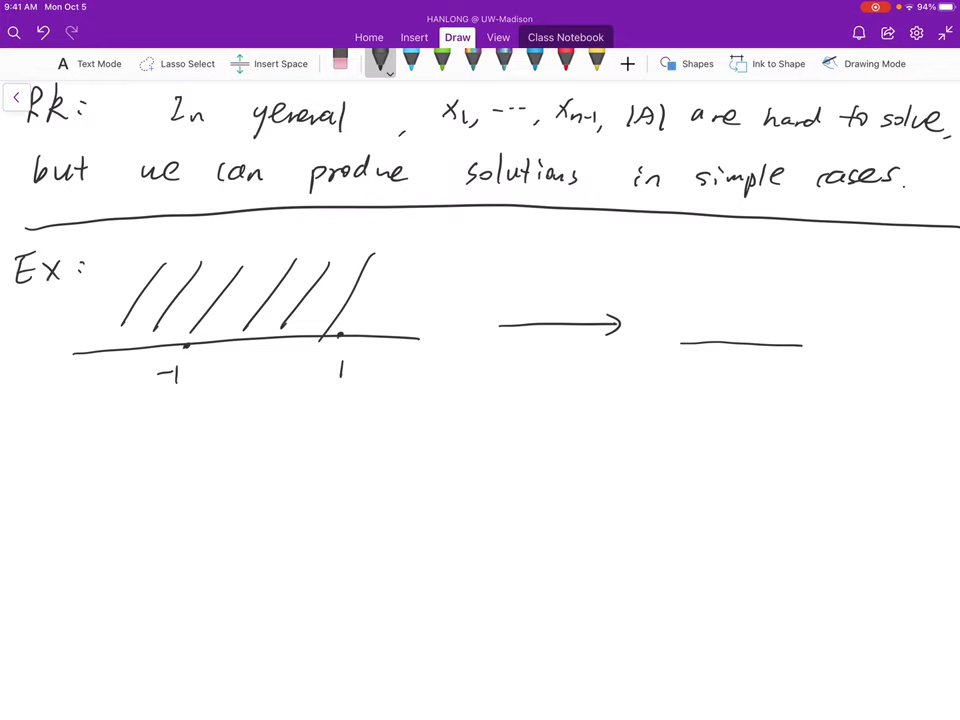 9:41 AM Mon Oct 5
94%
HANLONG @ UW-Madison
Home Insert Draw View Class Notebook
A Text Mode Lasso Select Insert Space Shapes Ink to Shape Drawing Mode
Rk: In general, x₁, ..., xₙ₋₁, |A| are hard to solve,
but we can produe solutions in simple cases.
Ex:
-1 1